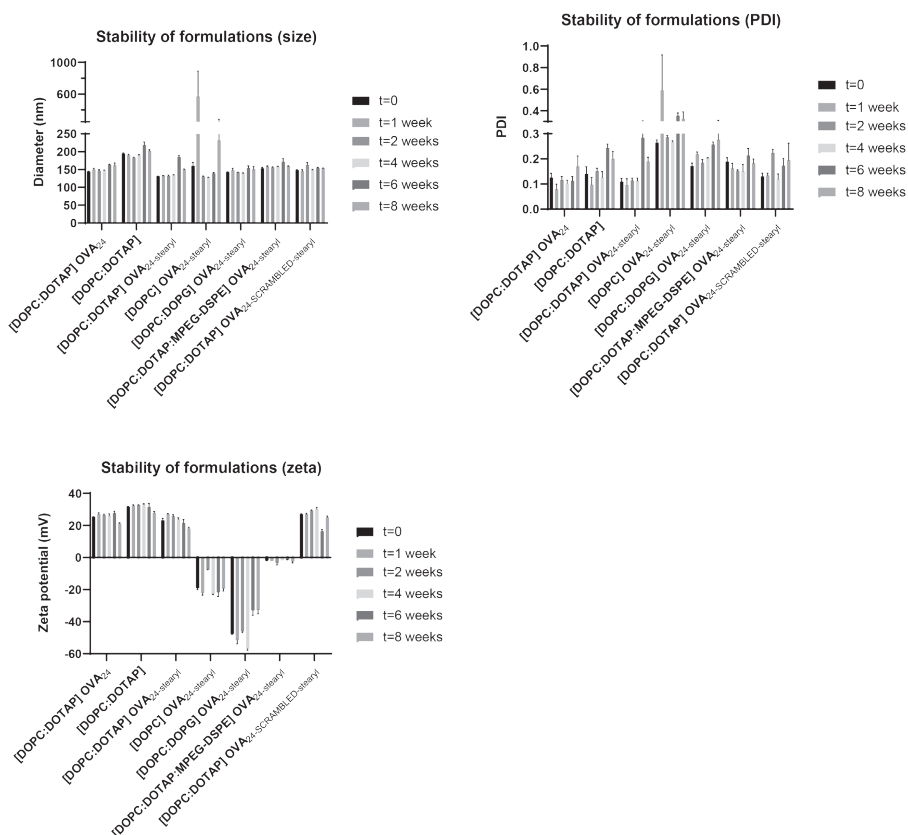 Stability of formulations (size)
Diameter (nm)
1000
600
250
200
150
100
50
0
[DOPC:DOTAP] OVA24
[DOPC:DOTAP]
[DOPC:DOTAP] OVA24-stearyl
[DOPC] OVA24-stearyl
[DOPC:DOPG] OVA24-stearyl
[DOPC:DOTAP:MPEG-DSPE] OVA24-stearyl
[DOPC:DOTAP] OVA24-SCRAMBLED-stearyl
t=0
t=1 week
t=2 weeks
t=4 weeks
t=6 weeks
t=8 weeks
Stability of formulations (PDI)
PDI
1.0
0.8
0.6
0.4
0.3
0.2
0.1
0.0
[DOPC:DOTAP] OVA24
[DOPC:DOTAP]
[DOPC:DOTAP] OVA24-stearyl
[DOPC] OVA24-stearyl
[DOPC:DOPG] OVA24-stearyl
[DOPC:DOTAP:MPEG-DSPE] OVA24-stearyl
[DOPC:DOTAP] OVA24-SCRAMBLED-stearyl
t=0
t=1 week
t=2 weeks
t=4 weeks
t=6 weeks
t=8 weeks
Stability of formulations (zeta)
Zeta potential (mV)
40
20
0
-20
-40
-60
[DOPC:DOTAP] OVA24
[DOPC:DOTAP]
[DOPC:DOTAP] OVA24-stearyl
[DOPC] OVA24-stearyl
[DOPC:DOPG] OVA24-stearyl
[DOPC:DOTAP:MPEG-DSPE] OVA24-stearyl
[DOPC:DOTAP] OVA24-SCRAMBLED-stearyl
t=0
t=1 week
t=2 weeks
t=4 weeks
t=6 weeks
t=8 weeks